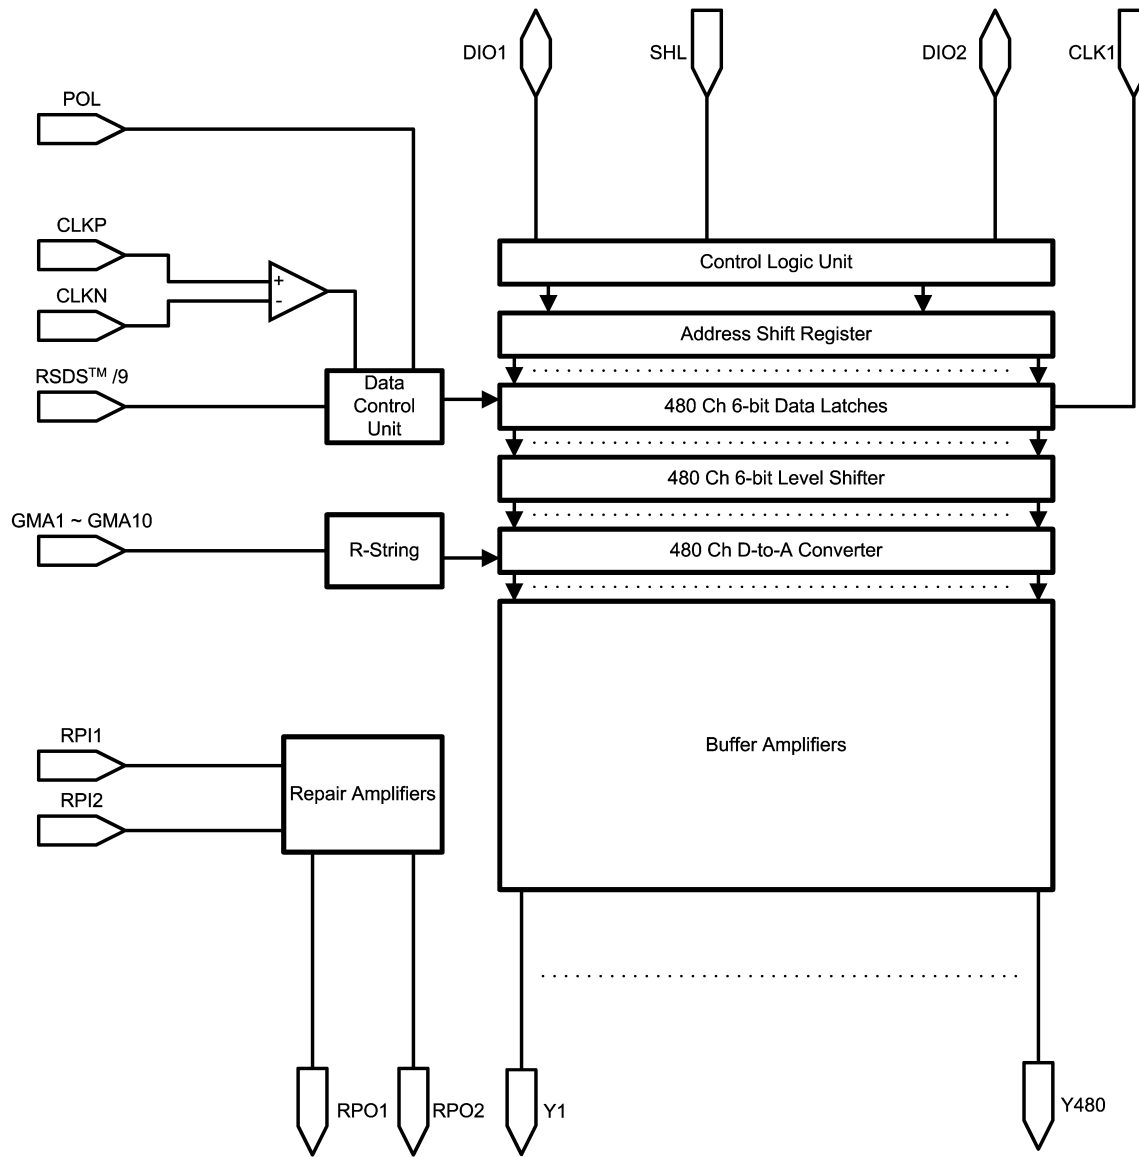 DIO1
SHL
DIO2
CLK1
POL
CLKP
+
-
CLKN
Control Logic Unit
Address Shift Register
RSDS™ /9
Data
Control
Unit
480 Ch 6-bit Data Latches
480 Ch 6-bit Level Shifter
GMA1 ~ GMA10
R-String
480 Ch D-to-A Converter
Buffer Amplifiers
RPI1
RPI2
Repair Amplifiers
RPO1
RPO2
Y1
Y480